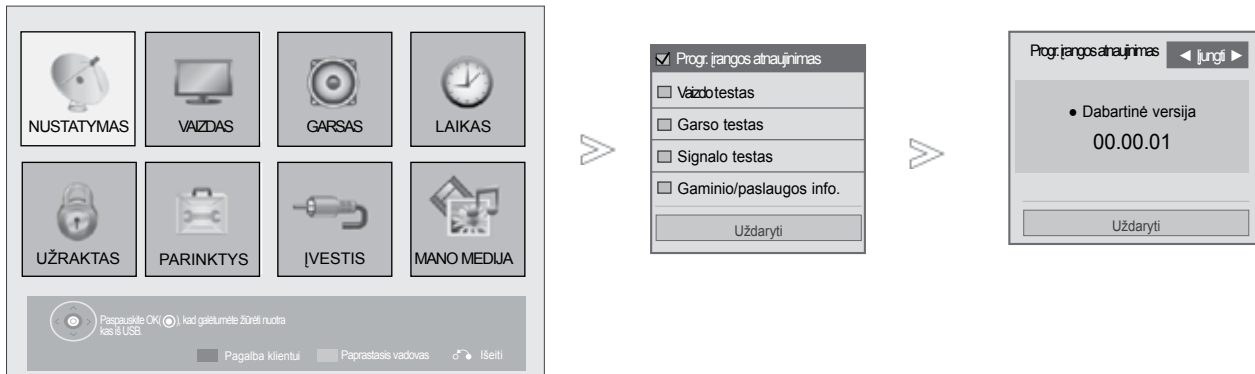 NUSTATYMAS
VAIZDAS
GARSAS
LAIKAS
UŽRAKTAS
PARINKTYS
ĮVESTIS
MANO MEDIJA
Paspauskite OK( ), kad galėtumėte žiūrėti nuotra
kas iš USB.
Pagalba klientui
Paprastasis vadovas
Išeiti
Progr. įrangos atnaujinimas
Vaizdo testas
Garso testas
Signalo testas
Gaminio/paslaugos info.
Uždaryti
Progr. įrangos atnaujinimas
◄ Įjungti ►
● Dabartinė versija
00.00.01
Uždaryti